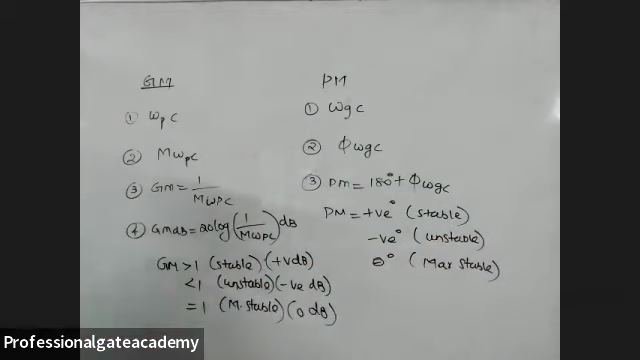 GM
① ωpc
② Mωpc
③ GM = 1/Mωpc
④ GMdB = 20log(1/Mωpc)dB
GM > 1 (stable) (+ve dB)
< 1 (unstable) (-ve dB)
= 1 (M. stable) (0 dB)
PM
① ωgc
② ϕωgc
③ PM = 180° + ϕωgc
PM = +ve° (stable)
-ve° (unstable)
0° (Mar stable)
Professionalgateacademy